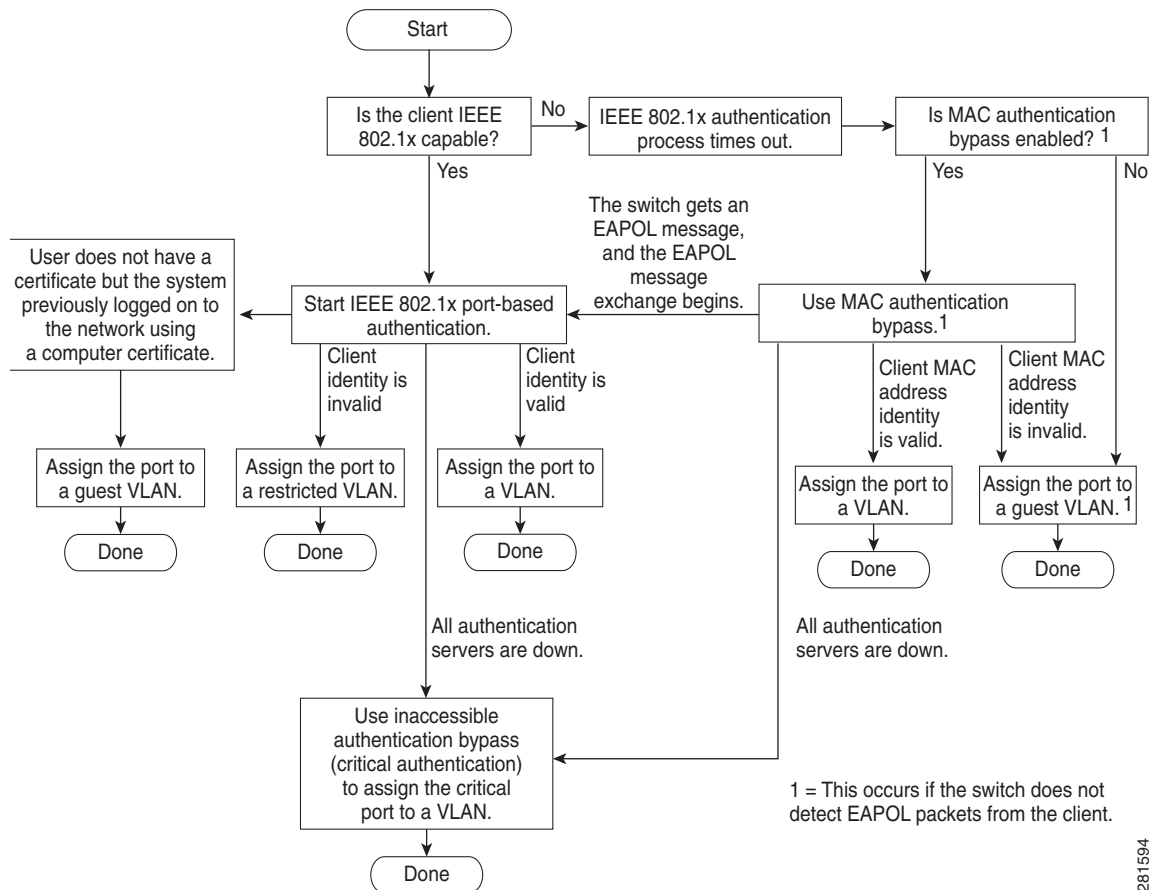 Start
Is the client IEEE
802.1x capable?
No
IEEE 802.1x authentication
process times out.
Is MAC authentication
bypass enabled? 1
Yes
Yes
No
The switch gets an
EAPOL message,
and the EAPOL
message
exchange begins.
User does not have a
certificate but the system
previously logged on to
the network using
a computer certificate.
Start IEEE 802.1x port-based
authentication.
Use MAC authentication
bypass.1
Client
identity is
invalid
Client
identity is
valid
Client MAC
address
identity
is valid.
Client MAC
address
identity
is invalid.
Assign the port to
a guest VLAN.
Assign the port to
a restricted VLAN.
Assign the port to
a VLAN.
Assign the port to
a VLAN.
Assign the port to
a guest VLAN.1
Done
Done
Done
Done
Done
All authentication
servers are down.
All authentication
servers are down.
Use inaccessible
authentication bypass
(critical authentication)
to assign the critical
port to a VLAN.
1 = This occurs if the switch does not
detect EAPOL packets from the client.
Done
281594